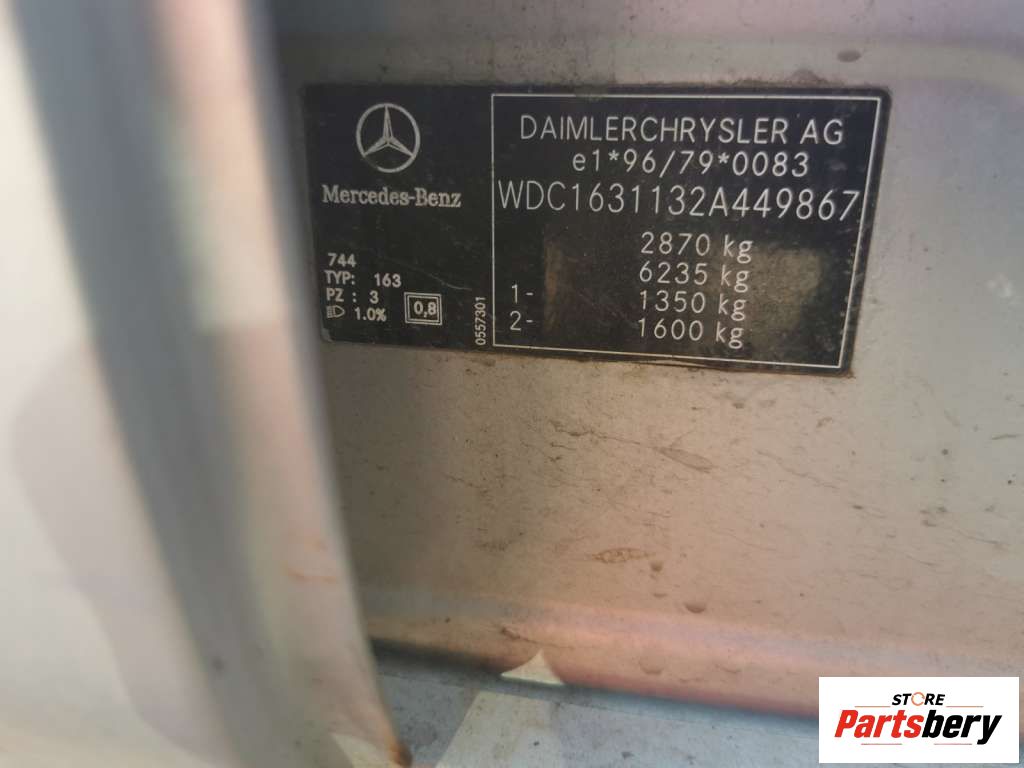 Mercedes-Benz
744
TYP: 163
PZ : 3
1.0%
0,8
0557301
DAIMLERCHRYSLER AG
e1*96/79*0083
WDC1631132A449867
2870 kg
6235 kg
1- 1350 kg
2- 1600 kg
STORE
Partsbery